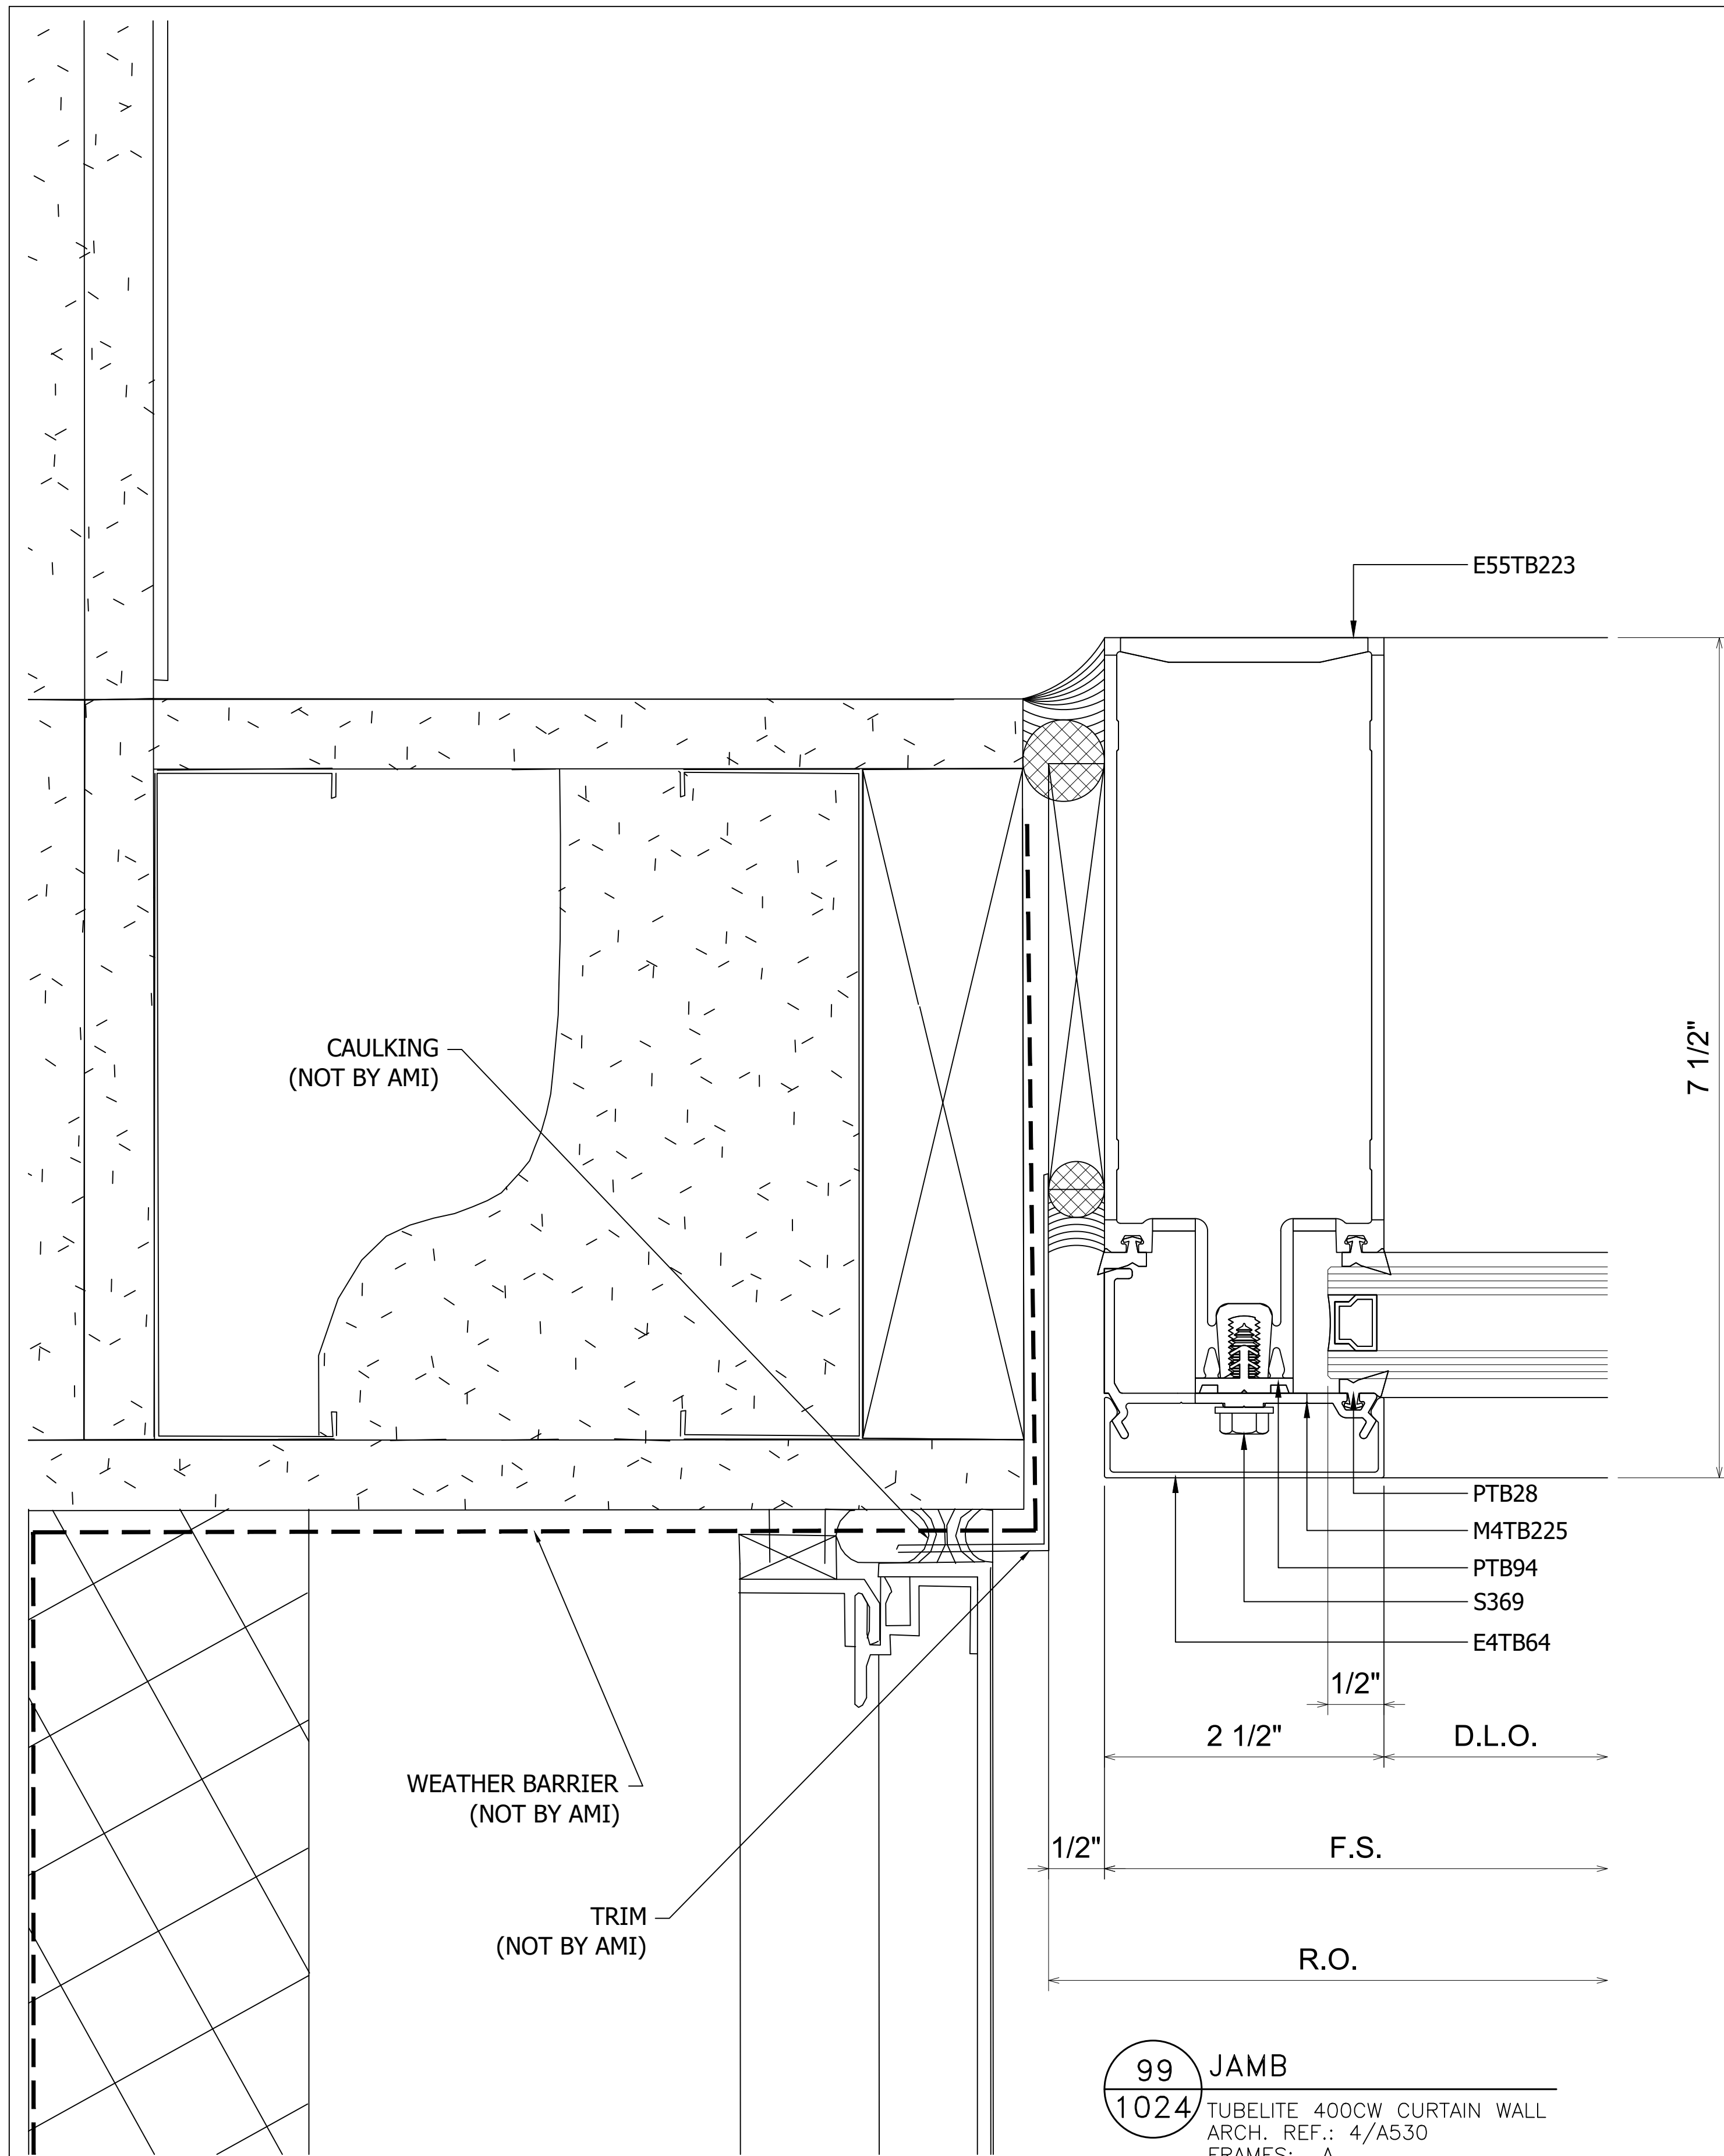 E55TB223
7 1/2"
CAULKING
(NOT BY AMI)
PTB28
M4TB225
PTB94
S369
E4TB64
1/2"
2 1/2"
D.L.O.
WEATHER BARRIER
(NOT BY AMI)
1/2"
F.S.
TRIM
(NOT BY AMI)
R.O.
99
JAMB
1024
TUBELITE 400CW CURTAIN WALL
ARCH. REF.: 4/A530
FRAMES: A